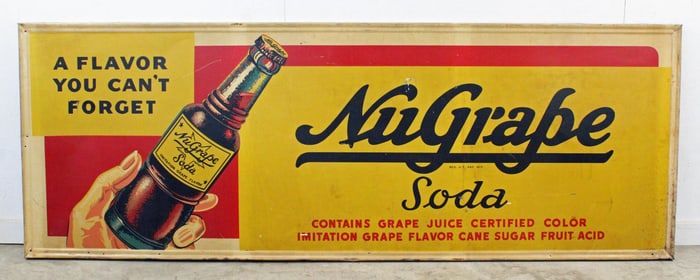 A FLAVOR
YOU CAN'T
FORGET
NuGrape
Soda
NuGrape
Soda
CONTAINS GRAPE JUICE CERTIFIED COLOR
IMITATION GRAPE FLAVOR CANE SUGAR FRUIT ACID